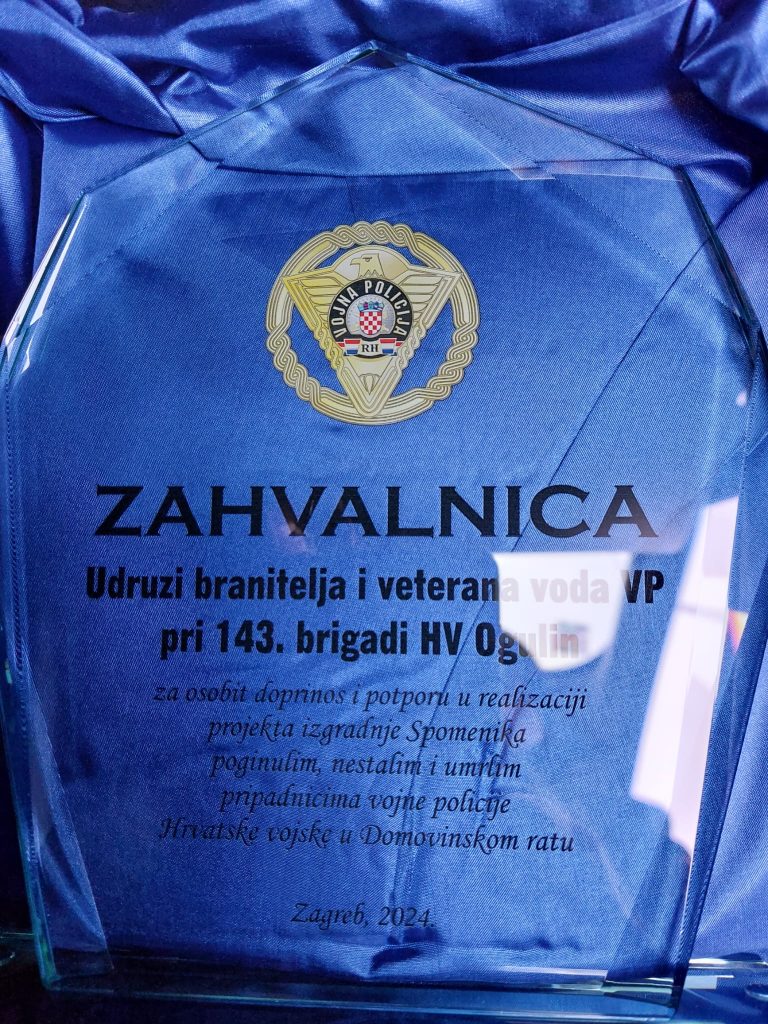 VOJNA POLICIJA
RH
ZAHVALNICA
Udruzi branitelja i veterana voda VP
pri 143. brigadi HV Ogulin
za osobit doprinos i potporu u realizaciji
projekta izgradnje Spomenika
poginulim, nestalim i umrlim
pripadnicima vojne policije
Hrvatske vojske u Domovinskom ratu
Zagreb, 2024.